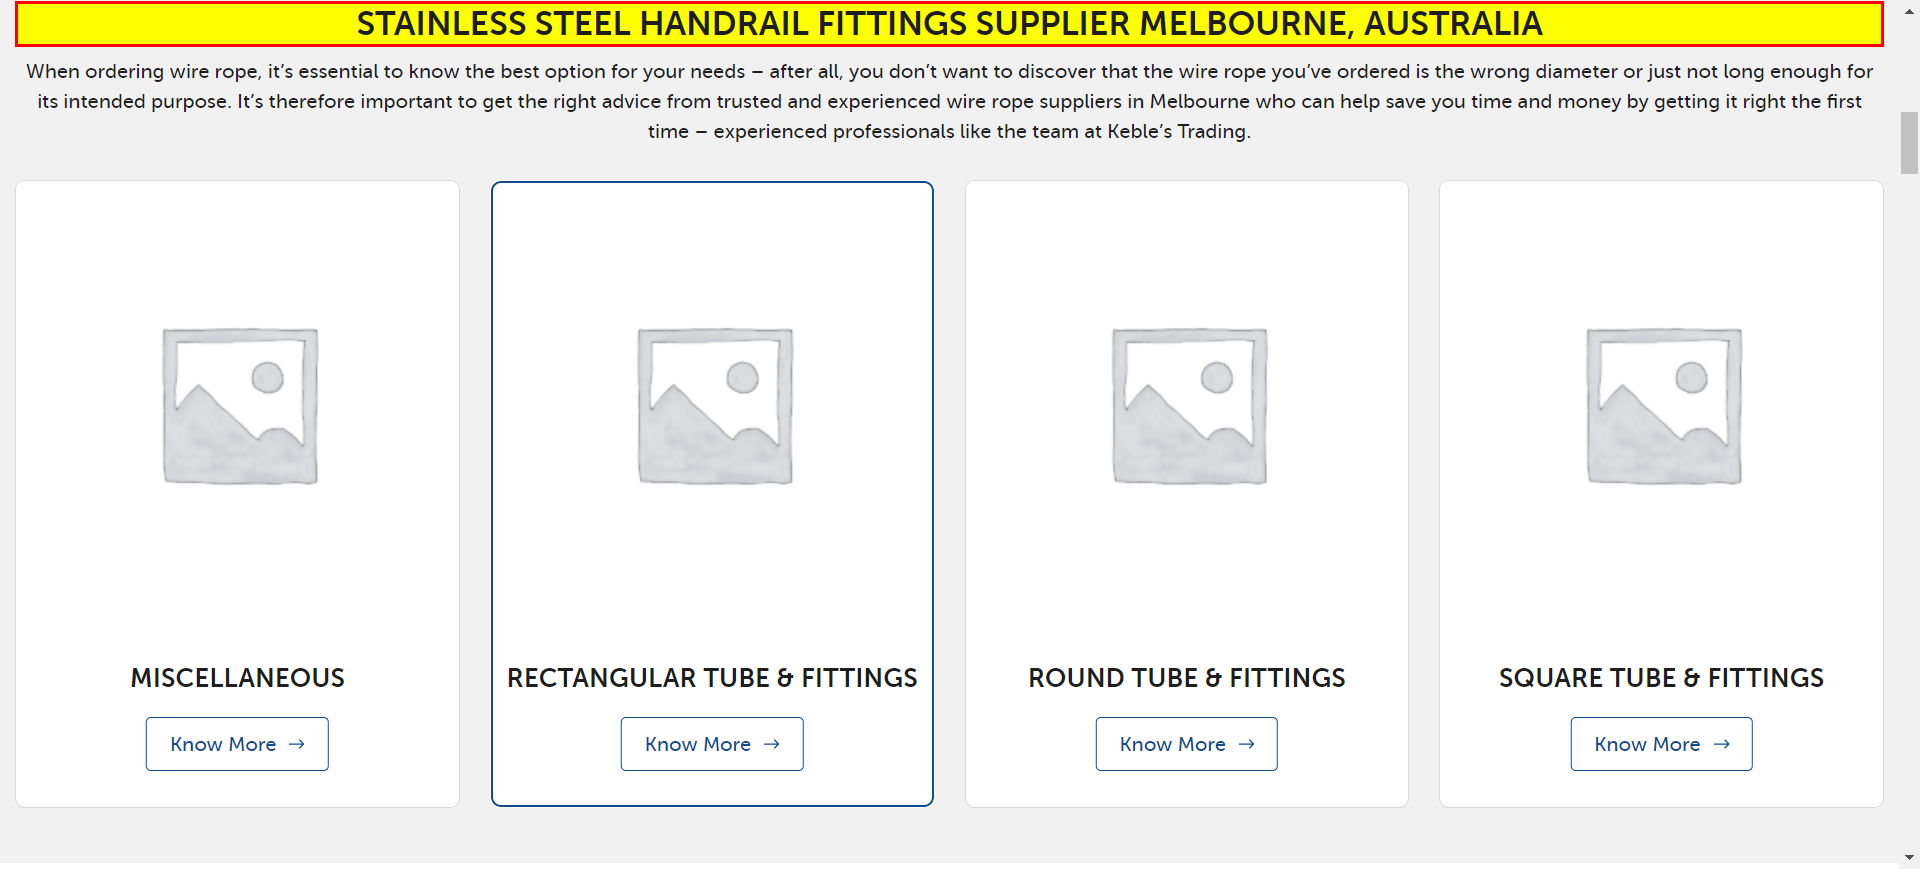 STAINLESS STEEL HANDRAIL FITTINGS SUPPLIER MELBOURNE, AUSTRALIA
When ordering wire rope, it’s essential to know the best option for your needs – after all, you don’t want to discover that the wire rope you’ve ordered is the wrong diameter or just not long enough for
its intended purpose. It’s therefore important to get the right advice from trusted and experienced wire rope suppliers in Melbourne who can help save you time and money by getting it right the first
time – experienced professionals like the team at Keble’s Trading.
MISCELLANEOUS
Know More →
RECTANGULAR TUBE & FITTINGS
Know More →
ROUND TUBE & FITTINGS
Know More →
SQUARE TUBE & FITTINGS
Know More →